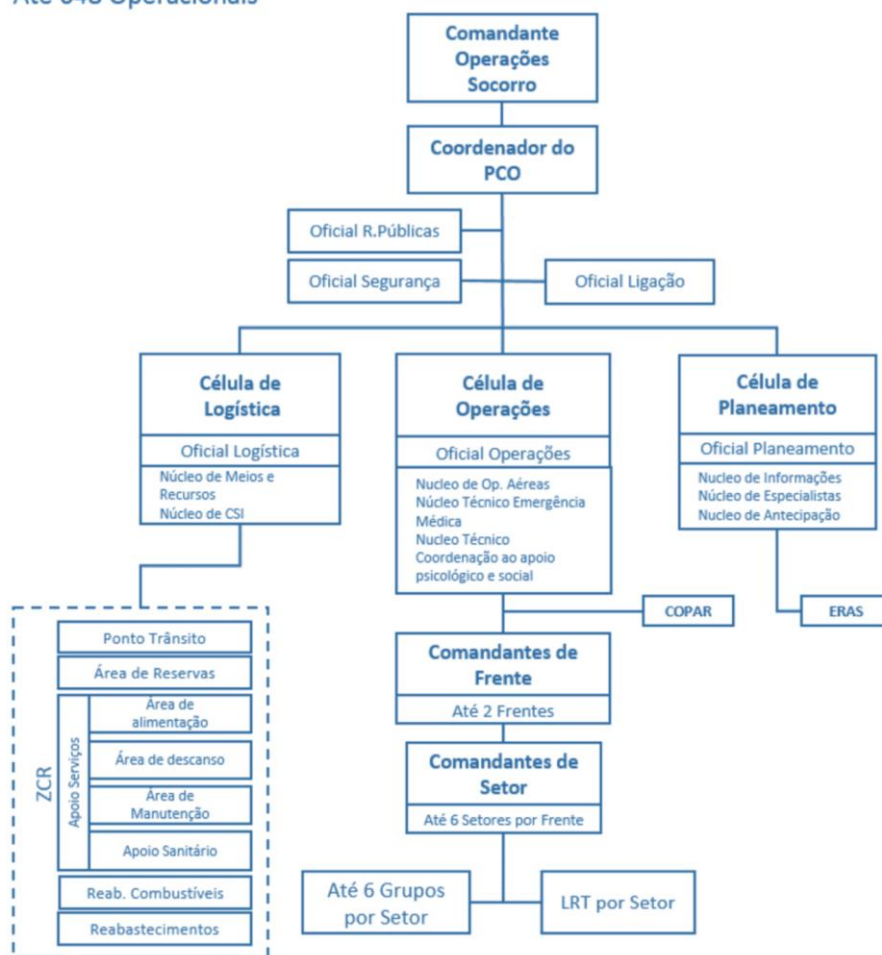 Até 648 Operacionais
Comandante
Operações
Socorro
Coordenador do
PCO
Oficial R.Públicas
Oficial Segurança
Oficial Ligação
Célula de
Logística
Oficial Logística
Núcleo de Meios e
Recursos
Núcleo de CSI
Célula de
Operações
Oficial Operações
Nucleo de Op. Aéreas
Núcleo Técnico Emergência
Médica
Nucleo Técnico
Coordenação ao apoio
psicológico e social
Célula de
Planeamento
Oficial Planeamento
Nucleo de Informações
Núcleo de Especialistas
Nucleo de Antecipação
COPAR
ERAS
Comandantes de
Frente
Até 2 Frentes
Comandantes de
Setor
Até 6 Setores por Frente
Até 6 Grupos
por Setor
LRT por Setor
ZCR
Ponto Trânsito
Área de Reservas
Apoio Serviços
Área de
alimentação
Área de descanso
Área de
Manutenção
Apoio Sanitário
Reab. Combustíveis
Reabastecimentos